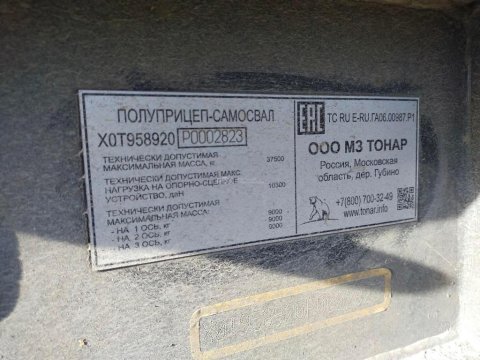 ПОЛУПРИЦЕП-САМОСВАЛ
X0T958920 P0002823
ТЕХНИЧЕСКИ ДОПУСТИМАЯ
МАКСИМАЛЬНАЯ МАССА, кг 37500
ТЕХНИЧЕСКИ ДОПУСТИМАЯ МАКС
НАГРУЗКА НА ОПОРНО-СЦЕПНОЕ
УСТРОЙСТВО, даН 10500
ТЕХНИЧЕСКИ ДОПУСТИМАЯ
МАКСИМАЛЬНАЯ МАССА:
- НА 1 ОСЬ, кг 9000
- НА 2 ОСЬ, кг 9000
- НА 3 ОСЬ, кг 9000
ЕАС ТС RU E-RU.ГА06.00987.P1
ООО МЗ ТОНАР
Россия, Московская
область, дер. Губино
+7(800) 700-32-49
www.tonar.info